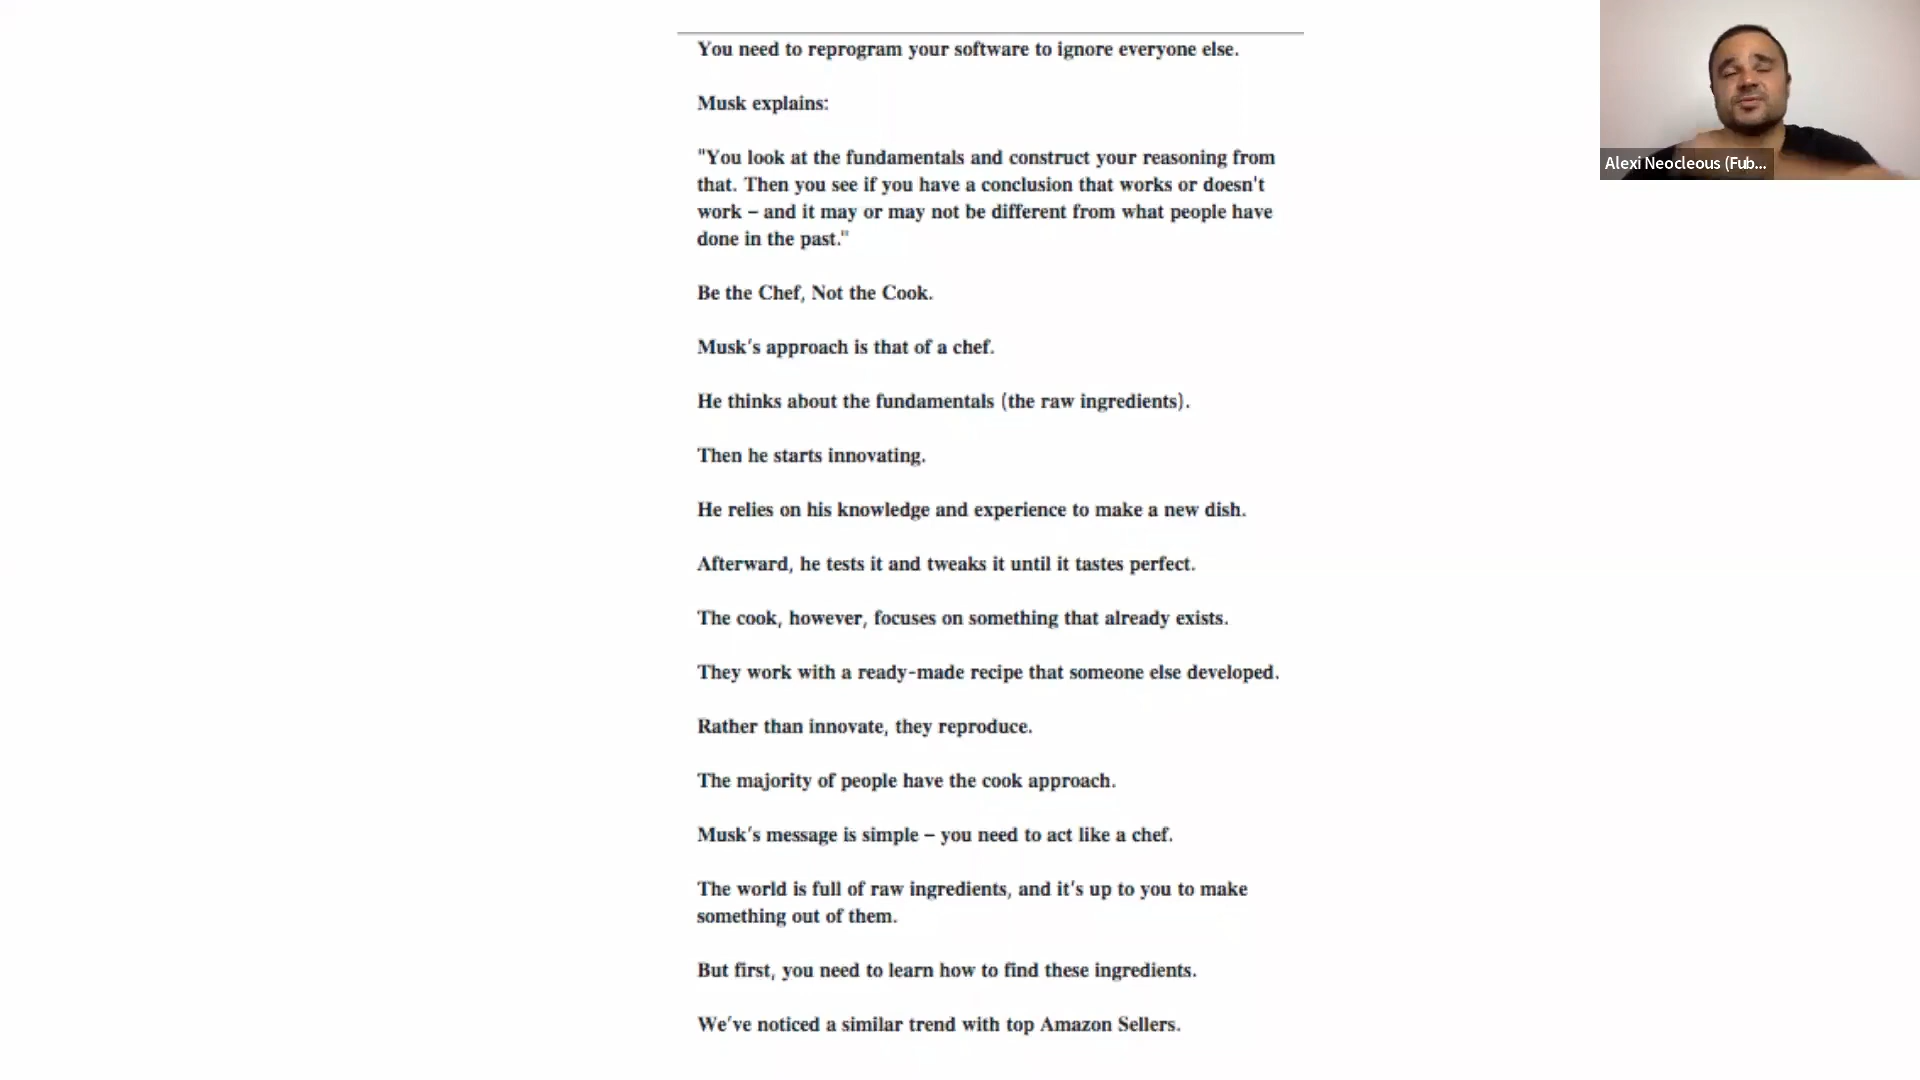 You need to reprogram your software to ignore everyone else.
Musk explains:
"You look at the fundamentals and construct your reasoning from
that. Then you see if you have a conclusion that works or doesn't
work – and it may or may not be different from what people have
done in the past."
Be the Chef, Not the Cook.
Musk's approach is that of a chef.
He thinks about the fundamentals (the raw ingredients).
Then he starts innovating.
He relies on his knowledge and experience to make a new dish.
Afterward, he tests it and tweaks it until it tastes perfect.
The cook, however, focuses on something that already exists.
They work with a ready-made recipe that someone else developed.
Rather than innovate, they reproduce.
The majority of people have the cook approach.
Musk's message is simple – you need to act like a chef.
The world is full of raw ingredients, and it's up to you to make
something out of them.
But first, you need to learn how to find these ingredients.
We've noticed a similar trend with top Amazon Sellers.
Alexi Neocleous (Fub...